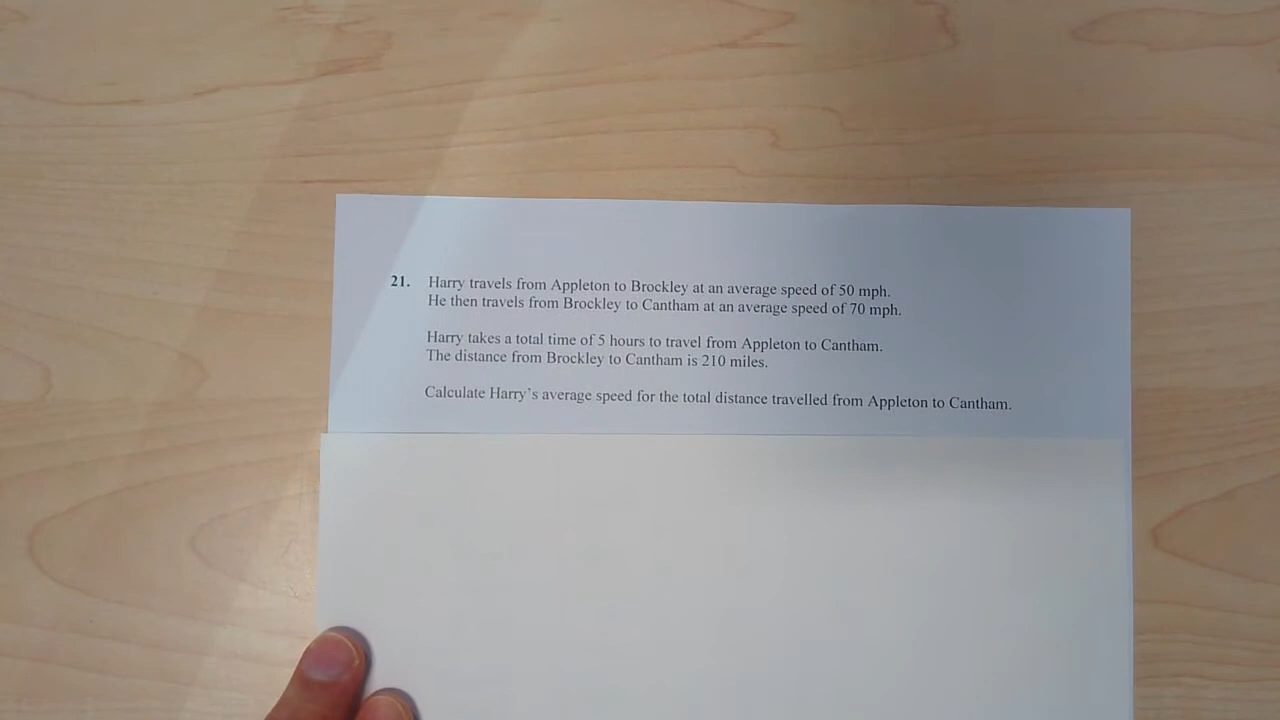 21. Harry travels from Appleton to Brockley at an average speed of 50 mph.
He then travels from Brockley to Cantham at an average speed of 70 mph.
Harry takes a total time of 5 hours to travel from Appleton to Cantham.
The distance from Brockley to Cantham is 210 miles.
Calculate Harry's average speed for the total distance travelled from Appleton to Cantham.